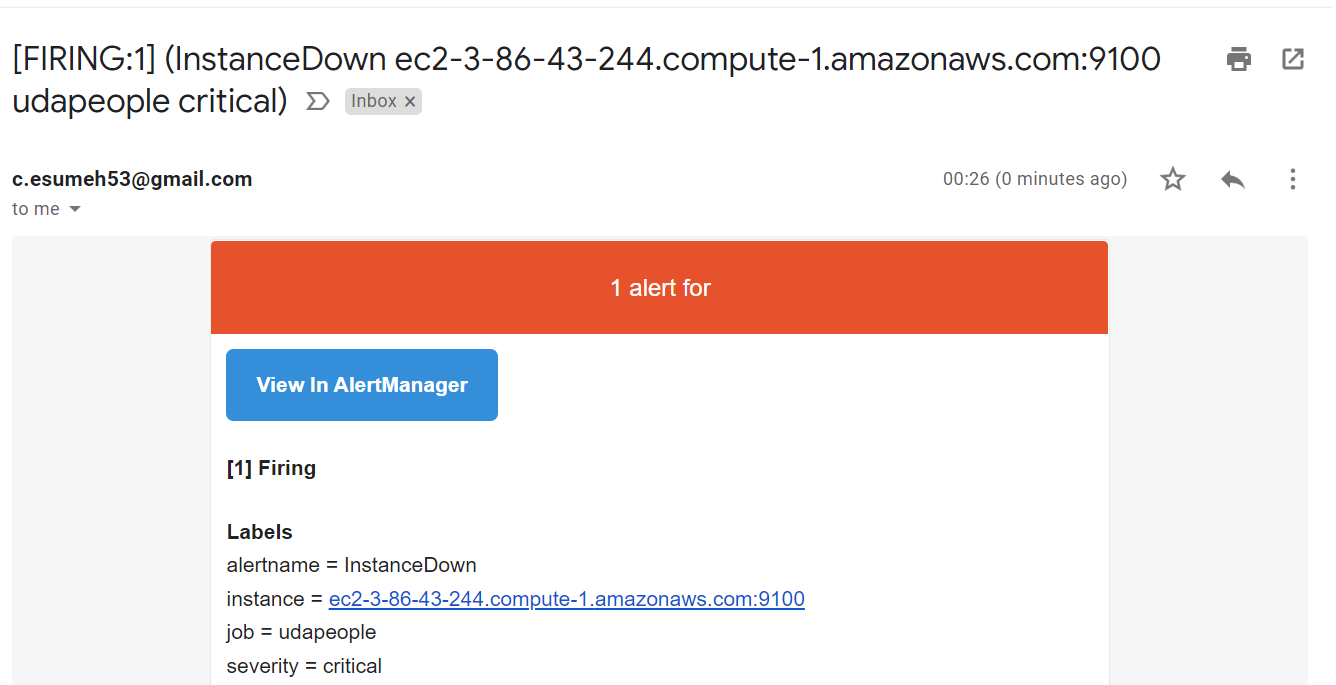 [FIRING:1] (InstanceDown ec2-3-86-43-244.compute-1.amazonaws.com:9100
udapeople critical) Inbox ×
c.esumeh53@gmail.com 00:26 (0 minutes ago)
to me
1 alert for
View In AlertManager
[1] Firing
Labels
alertname = InstanceDown
instance = ec2-3-86-43-244.compute-1.amazonaws.com:9100
job = udapeople
severity = critical